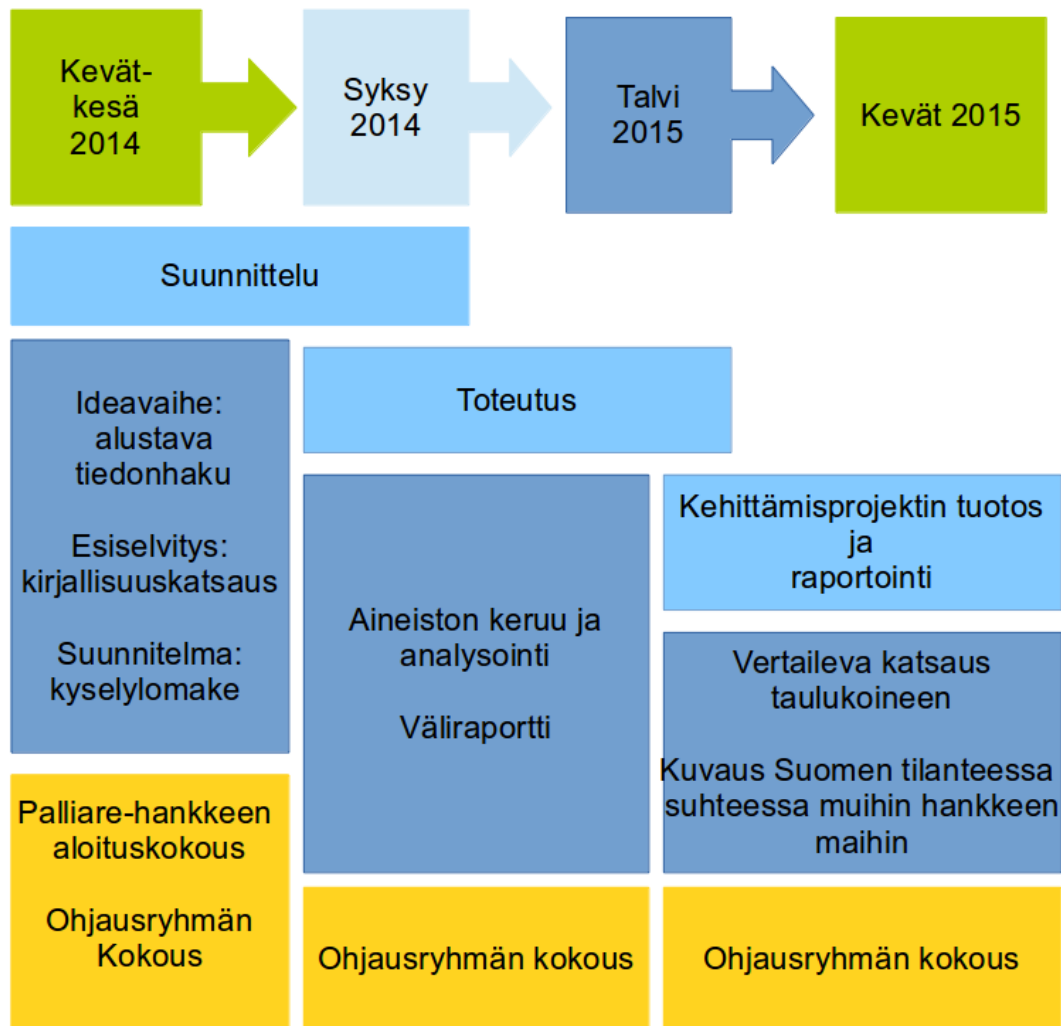 Kevät-
kesä
2014
Syksy
2014
Talvi
2015
Kevät 2015
Suunnittelu
Ideavaihe:
alustava
tiedonhaku
Esiselvitys:
kirjallisuuskatsaus
Suunnitelma:
kyselylomake
Palliare-hankkeen
aloituskokous
Ohjausryhmän
Kokous
Toteutus
Aineiston keruu ja
analysointi
Väliraportti
Ohjausryhmän kokous
Kehittämisprojektin tuotos
ja
raportointi
Vertaileva katsaus
taulukoineen
Kuvaus Suomen tilanteessa
suhteessa muihin hankkeen
maihin
Ohjausryhmän kokous